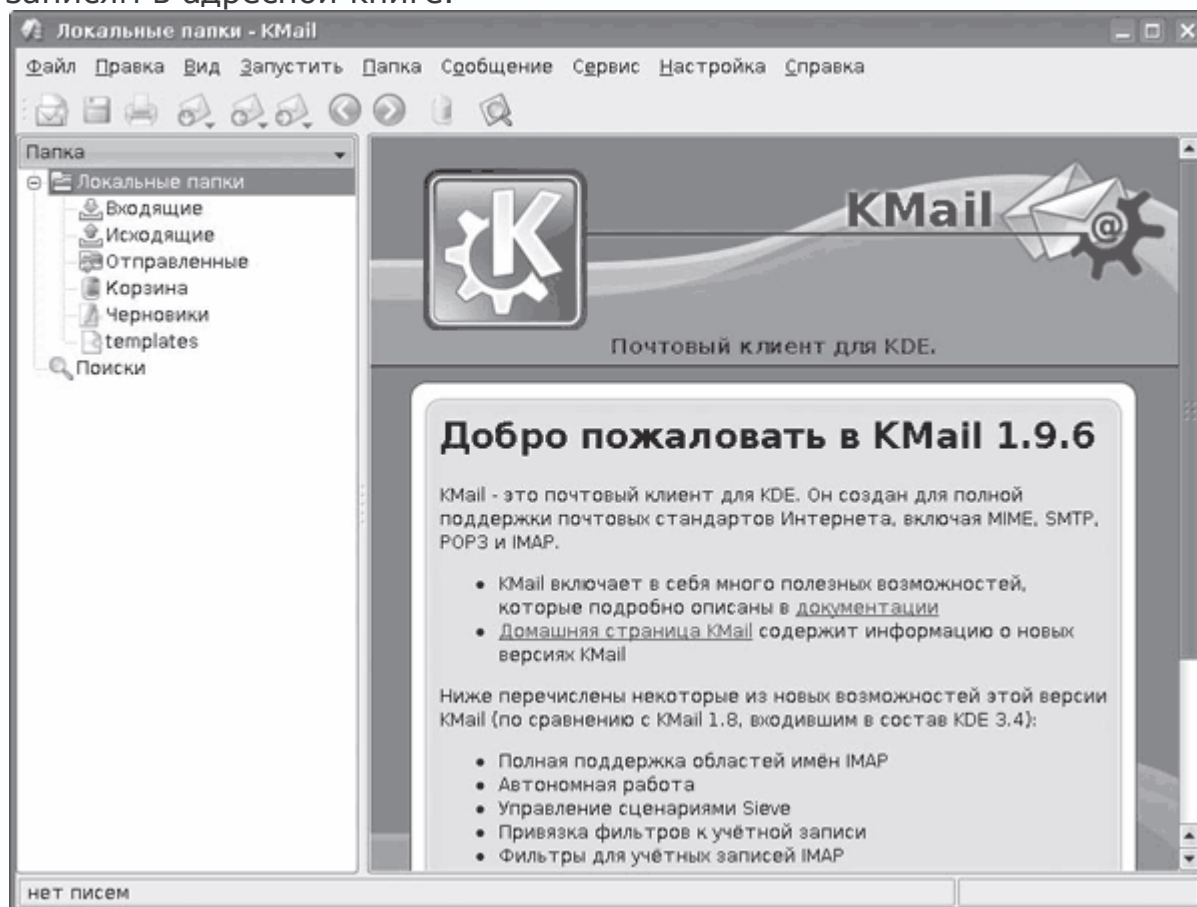 записям в адресной книге.
Локальные папки - KMail
Файл Правка Вид Запустить Папка Сообщение Сервис Настройка Справка
Папка
Локальные папки
Входящие
Исходящие
Отправленные
Корзина
Черновики
templates
Поиски
KMail
Почтовый клиент для KDE.
Добро пожаловать в KMail 1.9.6
KMail - это почтовый клиент для KDE. Он создан для полной
поддержки почтовых стандартов Интернета, включая MIME, SMTP,
POP3 и IMAP.
• KMail включает в себя много полезных возможностей,
которые подробно описаны в документации
• Домашняя страница KMail содержит информацию о новых
версиях KMail
Ниже перечислены некоторые из новых возможностей этой версии
KMail (по сравнению с KMail 1.8, входившим в состав KDE 3.4):
• Полная поддержка областей имён IMAP
• Автономная работа
• Управление сценариями Sieve
• Привязка фильтров к учётной записи
• Фильтры для учётных записей IMAP
нет писем